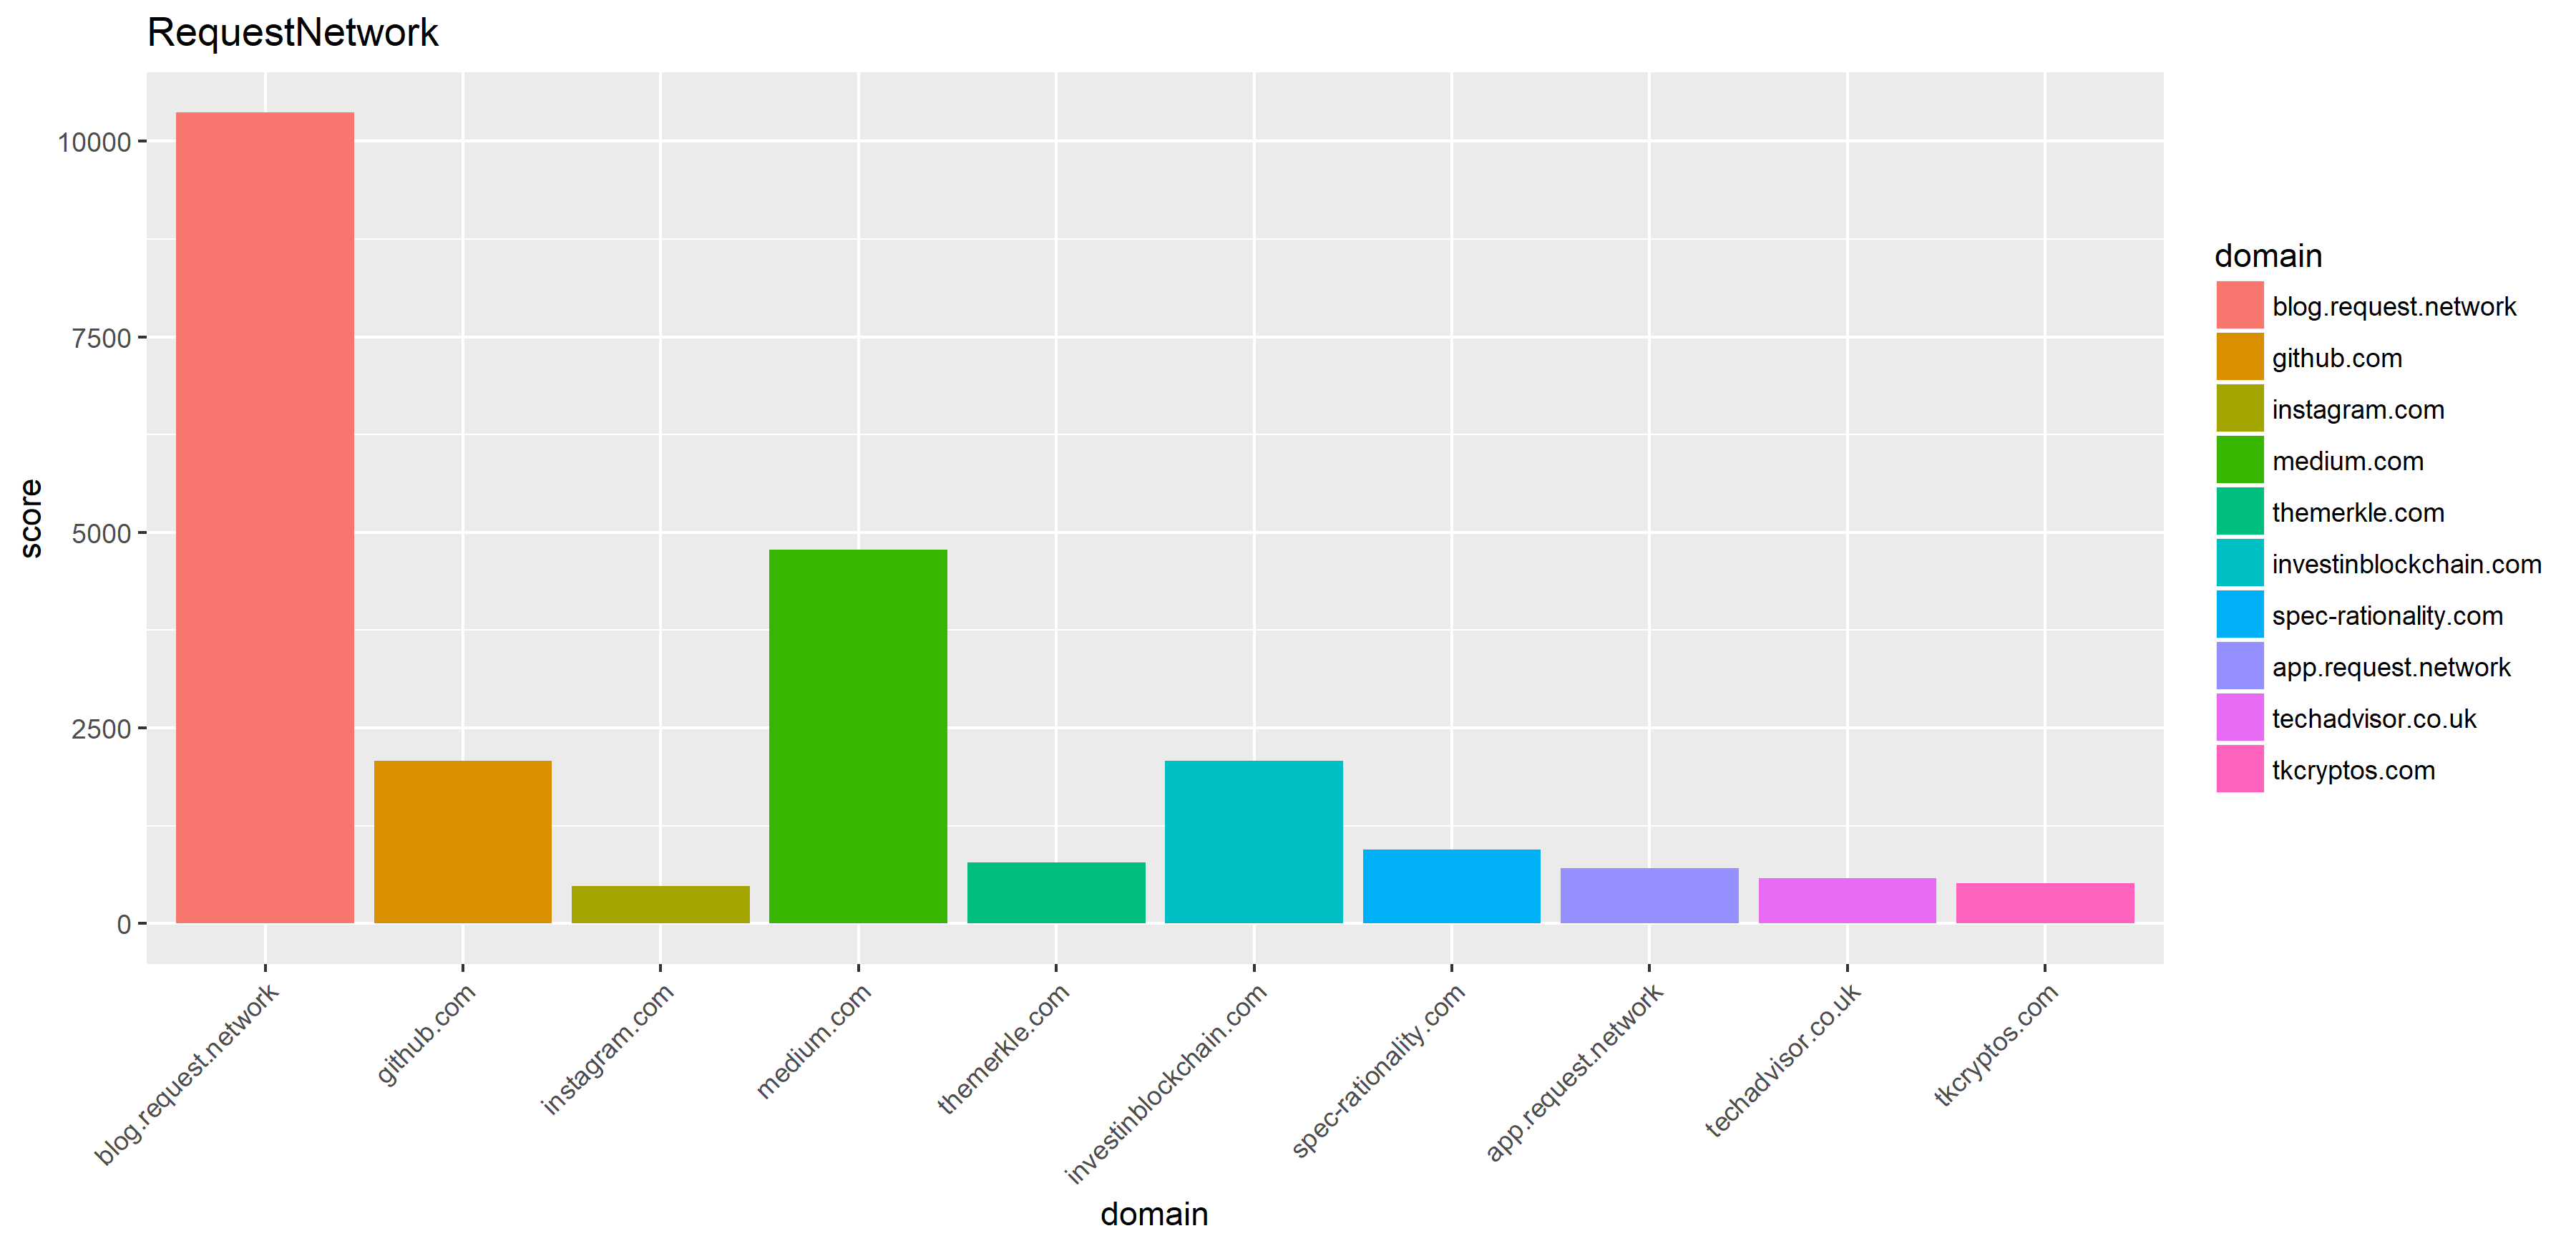 RequestNetwork
score
10000
7500
5000
2500
0
blog.request.network
github.com
instagram.com
medium.com
themerkle.com
investinblockchain.com
spec-rationality.com
app.request.network
techadvisor.co.uk
tkcryptos.com
domain
domain
blog.request.network
github.com
instagram.com
medium.com
themerkle.com
investinblockchain.com
spec-rationality.com
app.request.network
techadvisor.co.uk
tkcryptos.com